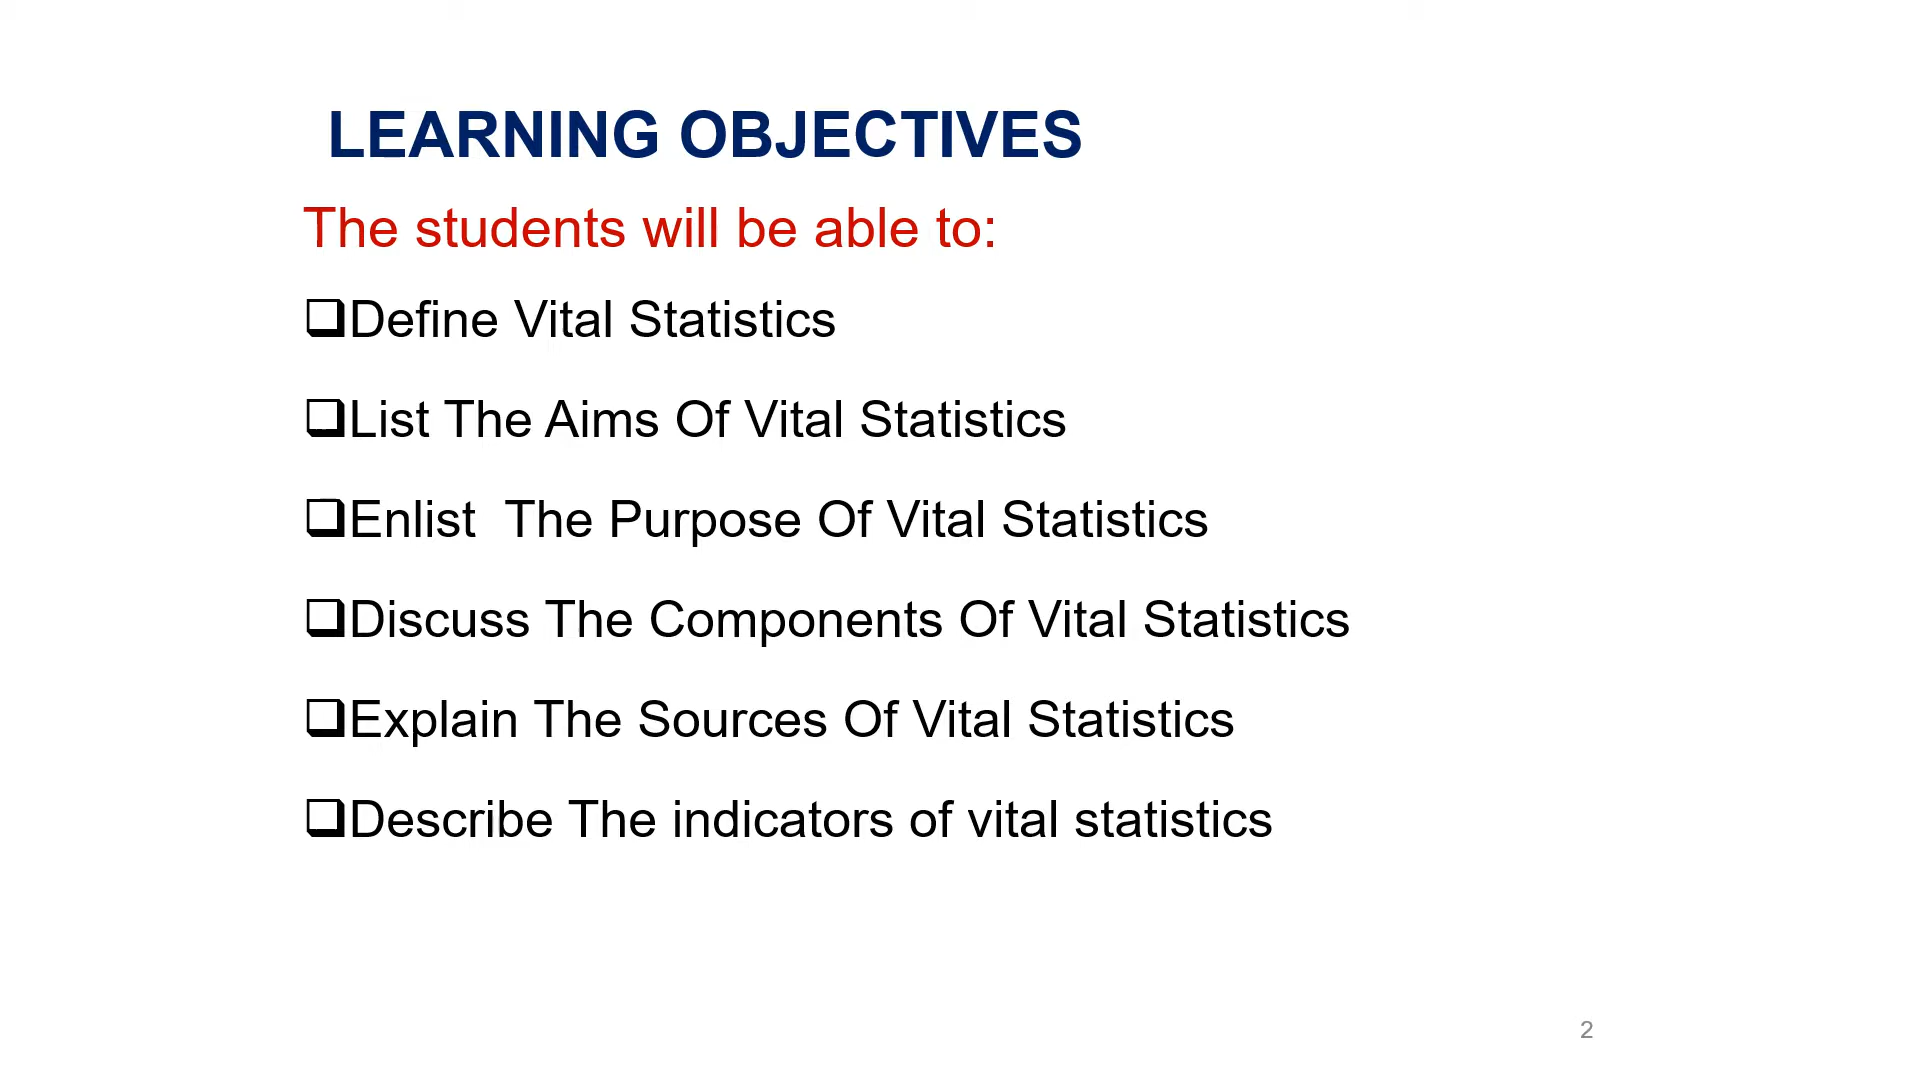 LEARNING OBJECTIVES
The students will be able to:
❑Define Vital Statistics
❑List The Aims Of Vital Statistics
❑Enlist  The Purpose Of Vital Statistics
❑Discuss The Components Of Vital Statistics
❑Explain The Sources Of Vital Statistics
❑Describe The indicators of vital statistics
2